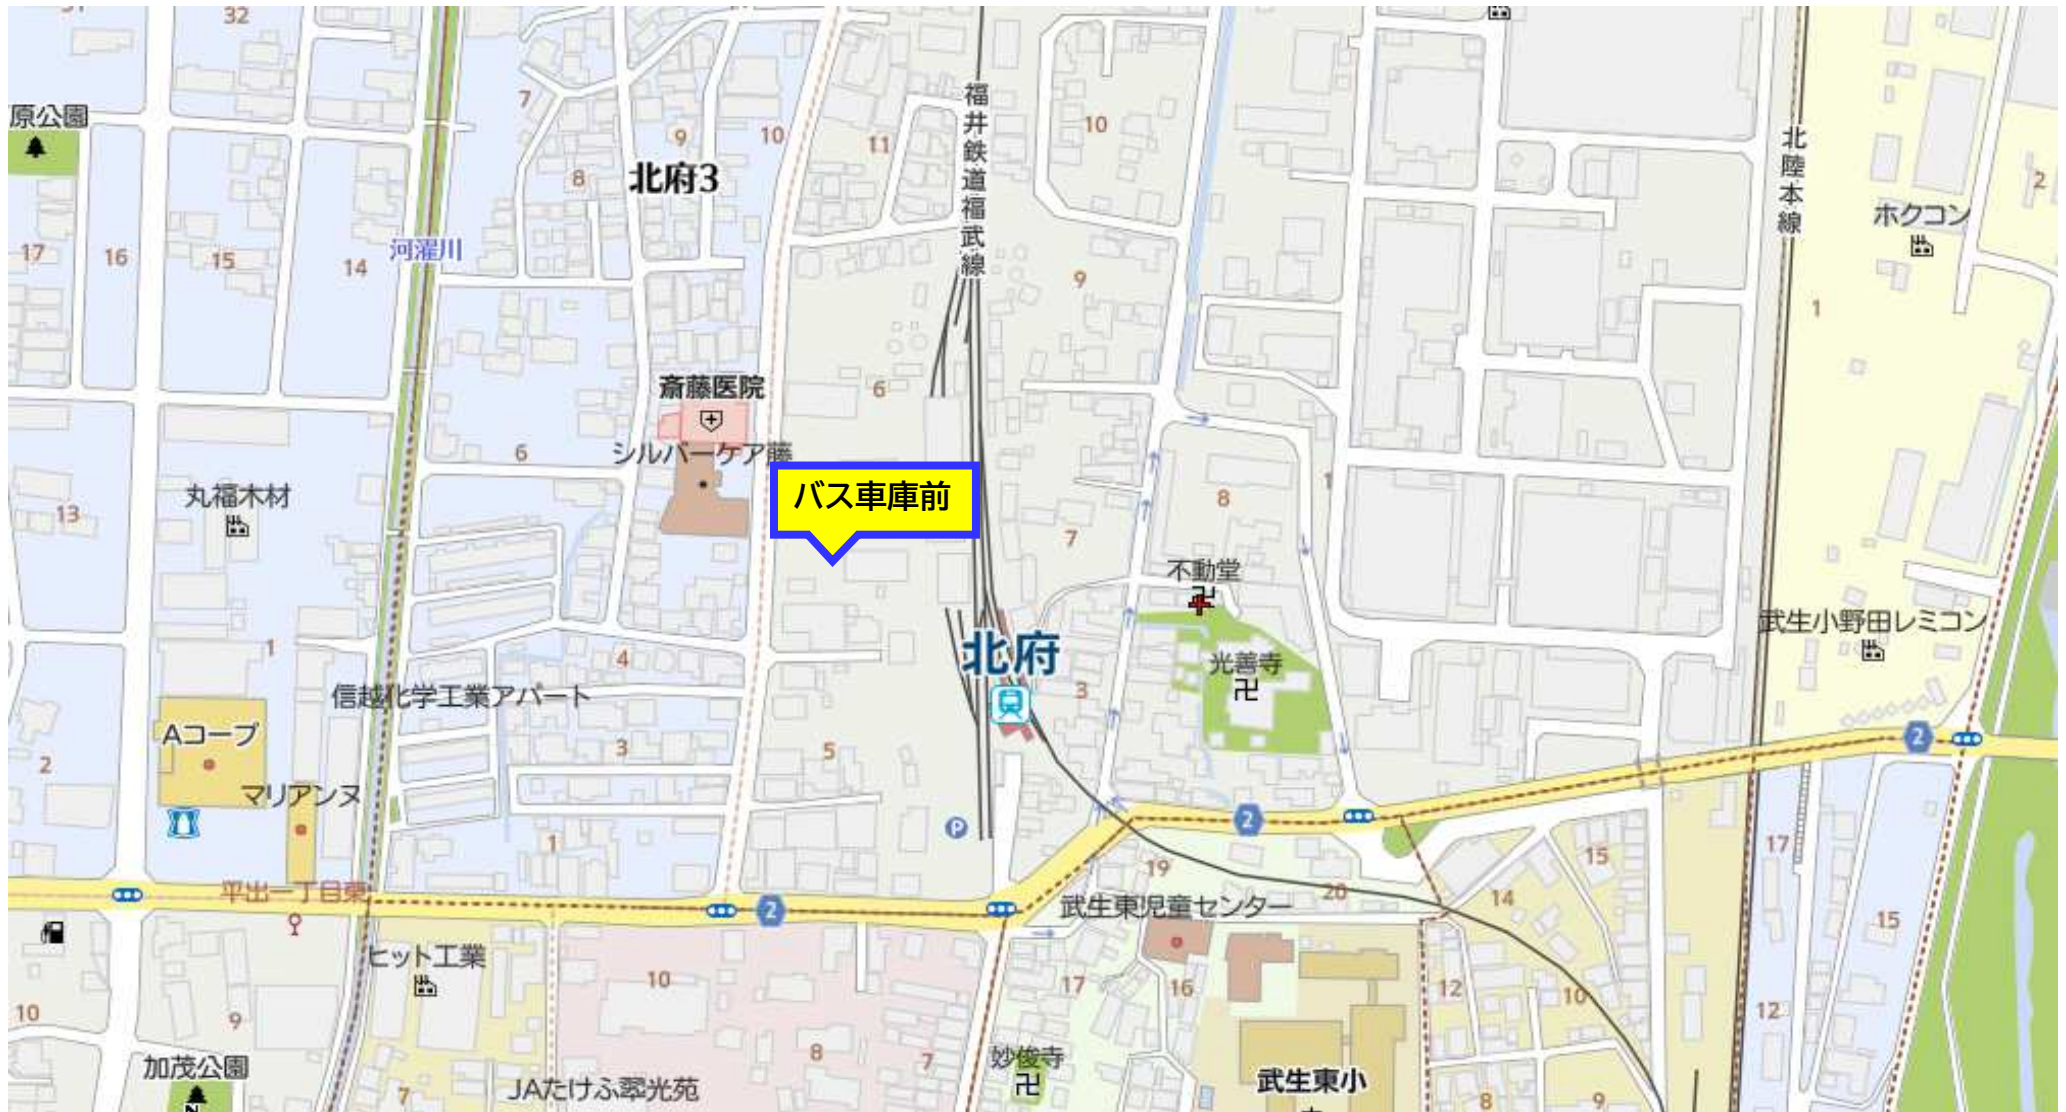 32
原公園
7
9
10
11
10
8
北府3
福井鉄道福武線
北陸本線
2
ホクコン
17
16
15
14
河濯川
9
1
6
斎藤医院
シルバーケア藤
6
バス車庫前
8
1
13
丸福木材
7
不動堂
武生小野田レミコン
1
4
北府
3
光善寺
信越化学工業アパート
Aコープ
2
3
5
2
マリアンヌ
P
2
1
19
15
17
平出一丁目東
2
武生東児童センター
20
14
15
ヒット工業
10
17
16
12
10
12
10
9
加茂公園
8
7
妙俊寺
武生東小
7
JAたけふ翠光苑
8
9